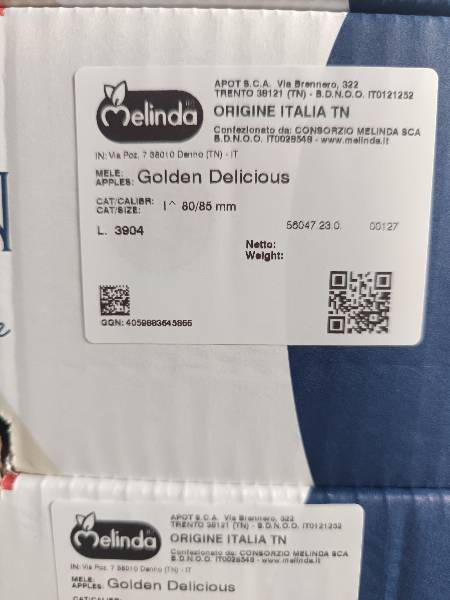 Melinda
APOT S.C.A. Via Brennero, 322
TRENTO 38121 (TN) - B.D.N.O.O. IT0121252
ORIGINE ITALIA TN
Confezionato da: CONSORZIO MELINDA SCA
B.D.N.O.O. IT0028548 - www.melinda.it
IN: Via Poz. 7 38010 Denno (TN) - IT
MELE:
APPLES: Golden Delicious
CAT/CALIBR:
CAT/SIZE: I^ 80/85 mm
L. 3904
56047 23.0. 00127
Netto:
Weight:
GGN: 4059883645866
Melinda
APOT S.C.A. Via Brennero, 322
TRENTO 38121 (TN) - B.D.N.O.O. IT0121252
ORIGINE ITALIA TN
Confezionato da: CONSORZIO MELINDA SCA
B.D.N.O.O. IT0028548 - www.melinda.it
IN: Via Poz. 7 38010 Denno (TN) - IT
MELE:
APPLES: Golden Delicious